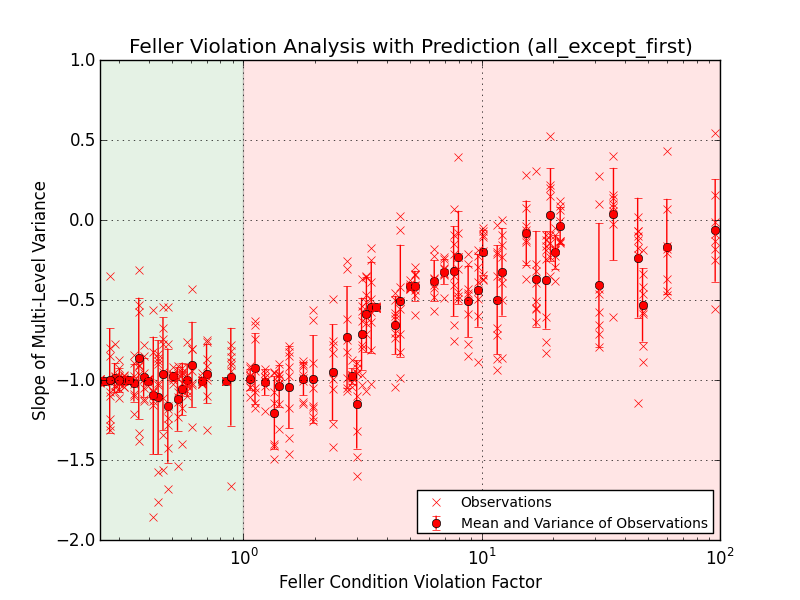 Feller Violation Analysis with Prediction (all_except_first)
1.0
0.5
0.0
−0.5
−1.0
−1.5
−2.0
Slope of Multi-Level Variance
Observations
Mean and Variance of Observations
10^0 10^1 10^2
Feller Condition Violation Factor